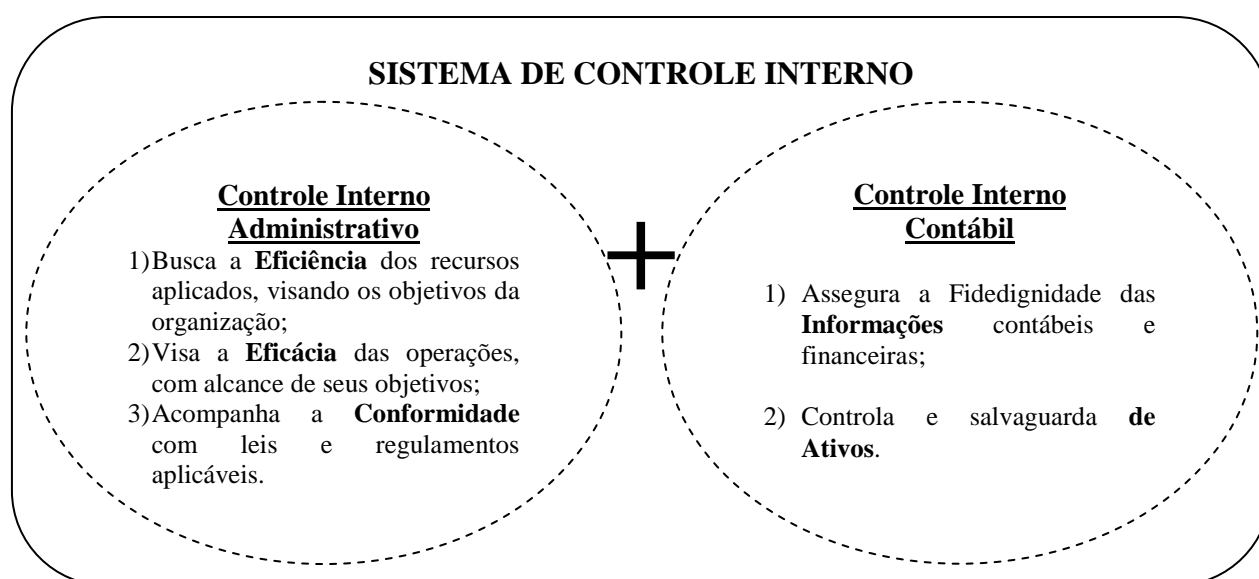 SISTEMA DE CONTROLE INTERNO
Controle Interno
Administrativo
1)Busca a Eficiência dos recursos
aplicados, visando os objetivos da
organização;
2)Visa a Eficácia das operações,
com alcance de seus objetivos;
3)Acompanha a Conformidade
com leis e regulamentos
aplicáveis.
+
Controle Interno
Contábil
1) Assegura a Fidedignidade das
Informações contábeis e
financeiras;
2) Controla e salvaguarda de
Ativos.